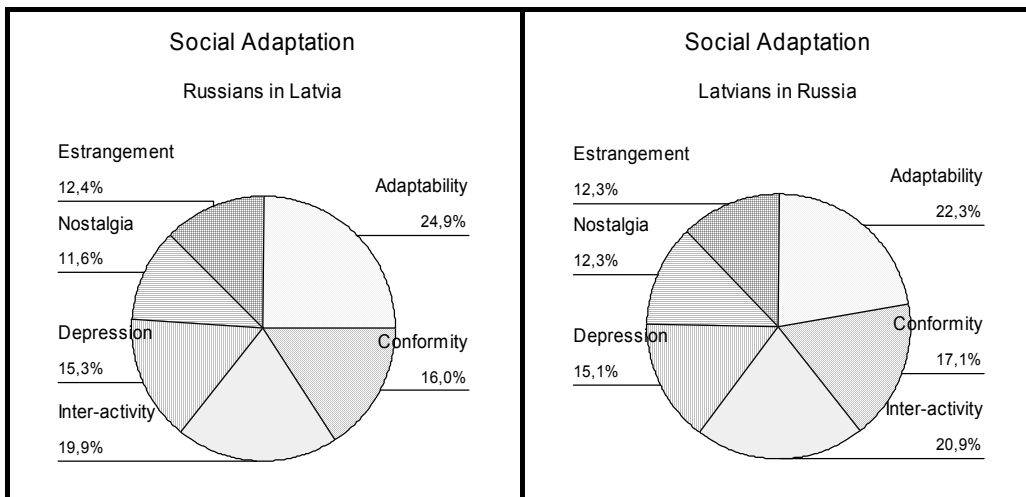 Social Adaptation
Russians in Latvia
Estrangement
12,4%
Adaptability
24,9%
Nostalgia
11,6%
Depression
15,3%
Conformity
16,0%
Inter-activity
19,9%
Social Adaptation
Latvians in Russia
Estrangement
12,3%
Adaptability
22,3%
Nostalgia
12,3%
Depression
15,1%
Conformity
17,1%
Inter-activity
20,9%